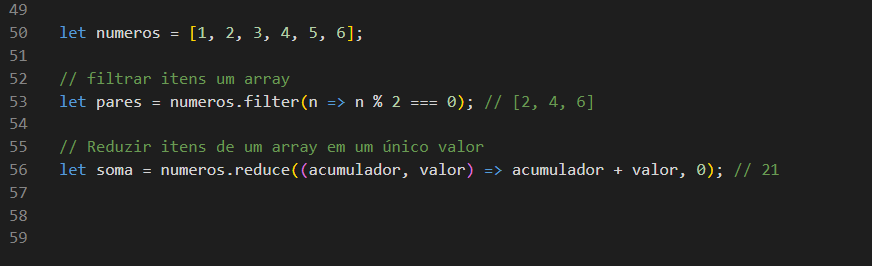 49
50 let numeros = [1, 2, 3, 4, 5, 6];
51
52 // filtrar itens um array
53 let pares = numeros.filter(n => n % 2 === 0); // [2, 4, 6]
54
55 // Reduzir itens de um array em um único valor
56 let soma = numeros.reduce((acumulador, valor) => acumulador + valor, 0); // 21
57
58
59